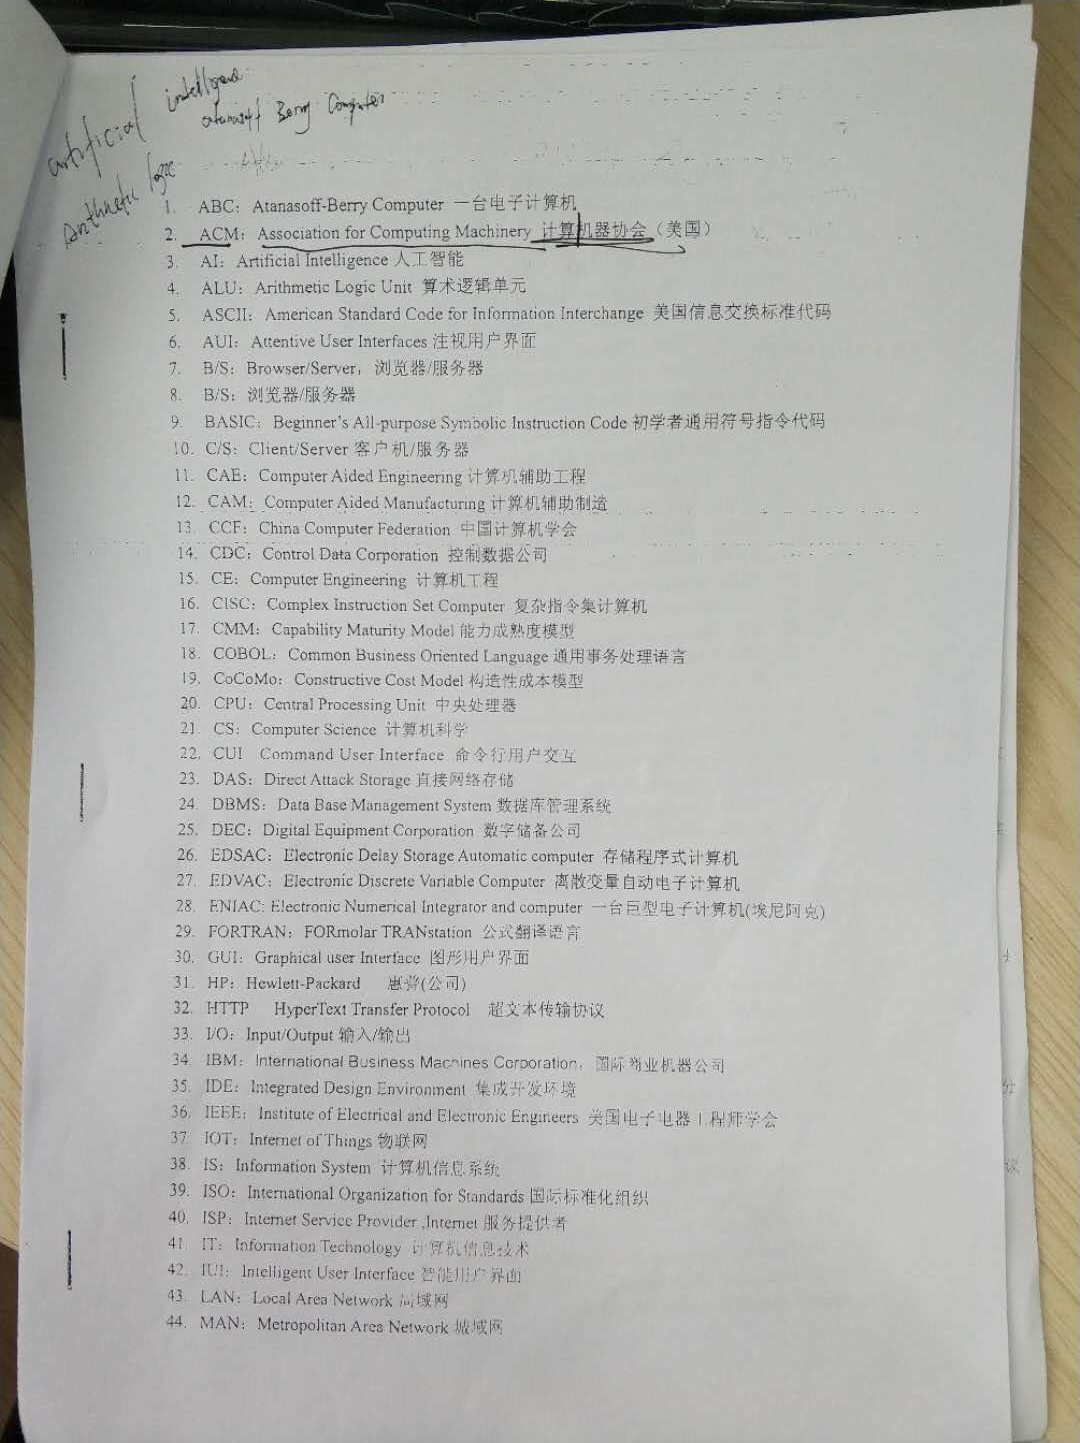 artificial intelligence
atanasoff Berry Computer
Arithmetic logic
1. ABC：Atanasoff-Berry Computer 一台电子计算机
2. ACM：Association for Computing Machinery 计算机器协会（美国）
3. AI：Artificial Intelligence 人工智能
4. ALU：Arithmetic Logic Unit 算术逻辑单元
5. ASCII：American Standard Code for Information Interchange 美国信息交换标准代码
6. AUI：Attentive User Interfaces 注视用户界面
7. B/S：Browser/Server，浏览器/服务器
8. B/S：浏览器/服务器
9. BASIC：Beginner's All-purpose Symbolic Instruction Code 初学者通用符号指令代码
10. C/S：Client/Server 客户机/服务器
11. CAE：Computer Aided Engineering 计算机辅助工程
12. CAM：Computer Aided Manufacturing 计算机辅助制造
13. CCF：China Computer Federation 中国计算机学会
14. CDC：Control Data Corporation 控制数据公司
15. CE：Computer Engineering 计算机工程
16. CISC：Complex Instruction Set Computer 复杂指令集计算机
17. CMM：Capability Maturity Model 能力成熟度模型
18. COBOL：Common Business Oriented Language 通用事务处理语言
19. CoCoMo：Constructive Cost Model 构造性成本模型
20. CPU：Central Processing Unit 中央处理器
21. CS：Computer Science 计算机科学
22. CUI Command User Interface 命令行用户交互
23. DAS：Direct Attack Storage 直接网络存储
24. DBMS：Data Base Management System 数据库管理系统
25. DEC：Digital Equipment Corporation 数字储备公司
26. EDSAC：Electronic Delay Storage Automatic computer 存储程序式计算机
27. EDVAC：Electronic Discrete Variable Computer 离散变量自动电子计算机
28. ENIAC: Electronic Numerical Integrator and computer 一台巨型电子计算机(埃尼阿克)
29. FORTRAN：FORmolar TRANstation 公式翻译语言
30. GUI：Graphical user Interface 图形用户界面
31. HP：Hewlett-Packard 惠普(公司)
32. HTTP HyperText Transfer Protocol 超文本传输协议
33. I/O：Input/Output 输入/输出
34. IBM：International Business Machines Corporation，国际商业机器公司
35. IDE：Integrated Design Environment 集成开发环境
36. IEEE：Institute of Electrical and Electronic Engineers 美国电子电器工程师学会
37. IOT：Internet of Things 物联网
38. IS：Information System 计算机信息系统
39. ISO：International Organization for Standards 国际标准化组织
40. ISP：Internet Service Provider ,Internet 服务提供者
41 IT：Information Technology 计算机信息技术
42. IUI：Intelligent User Interface 智能用户界面
43. LAN：Local Area Network 局域网
44. MAN：Metropolitan Area Network 城域网